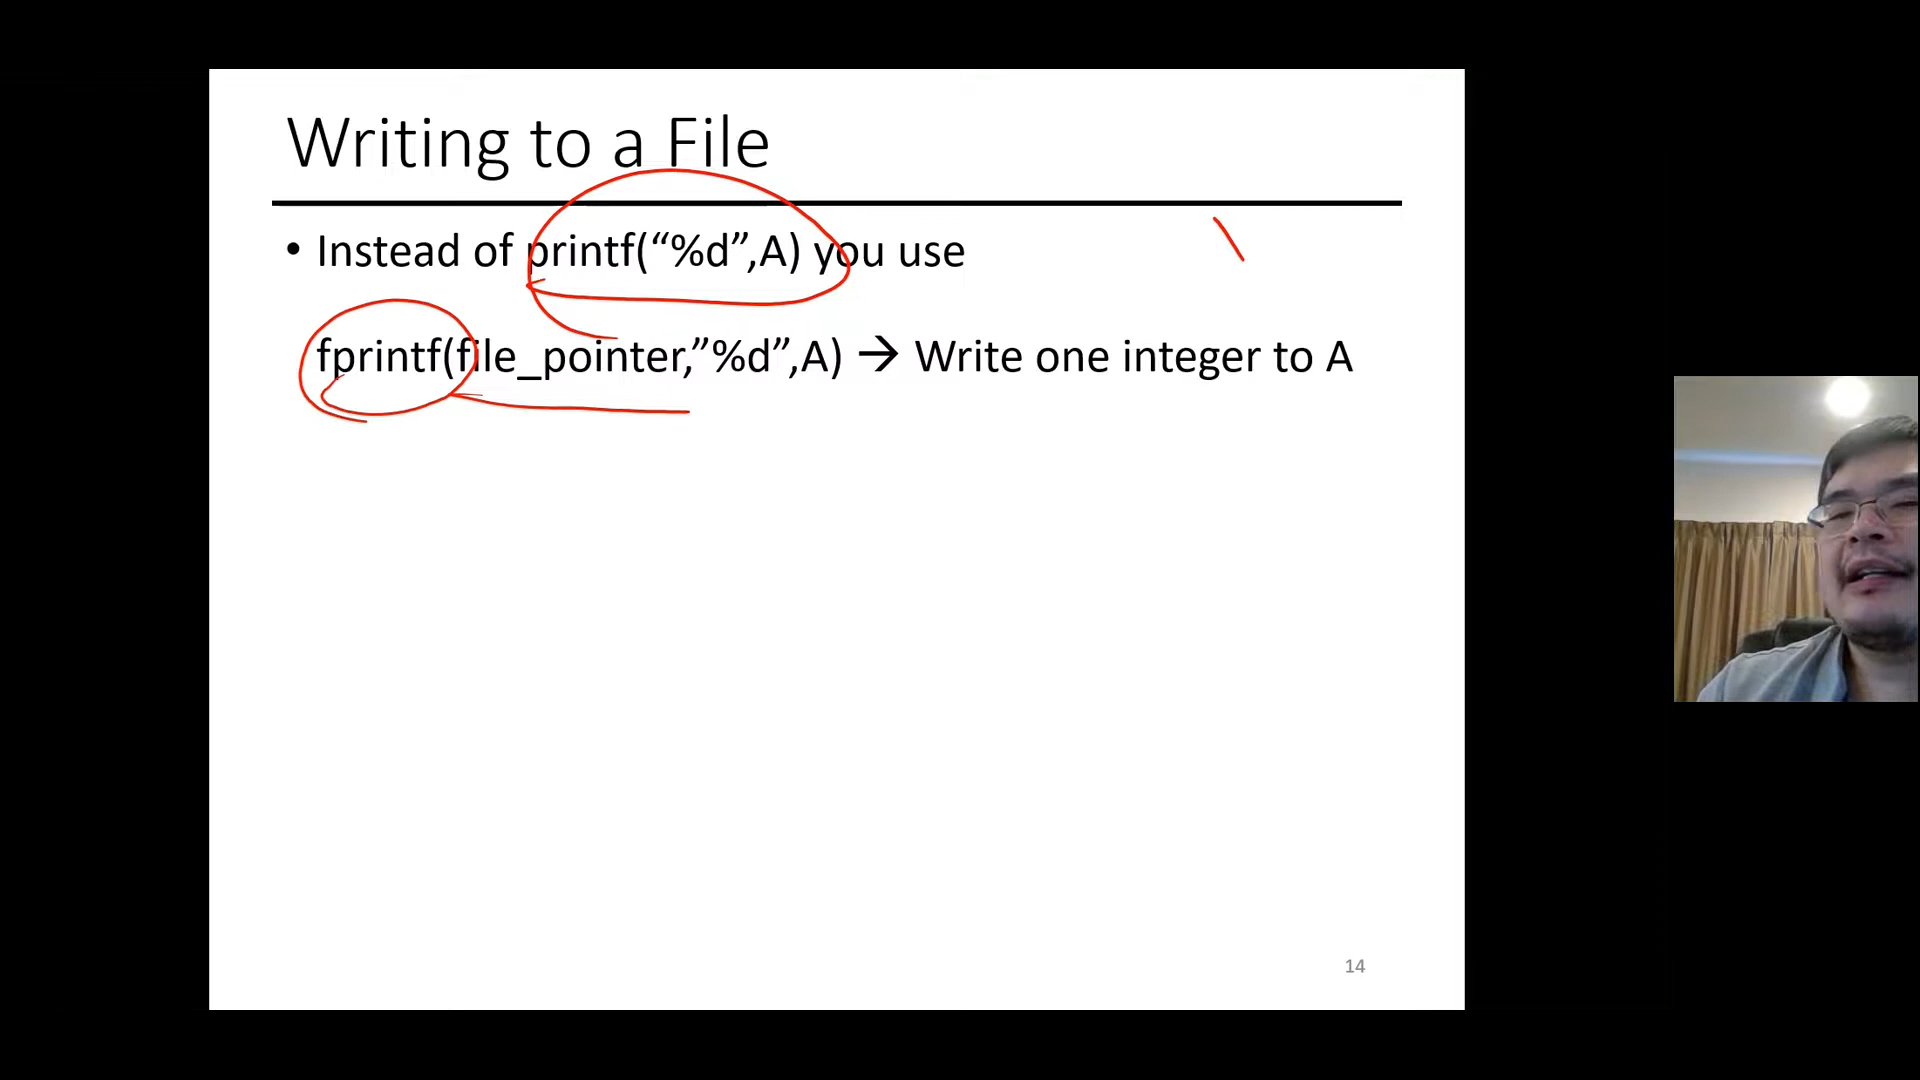 Writing to a File
• Instead of printf(“%d”,A) you use
fprintf(file_pointer,”%d”,A) → Write one integer to A
14